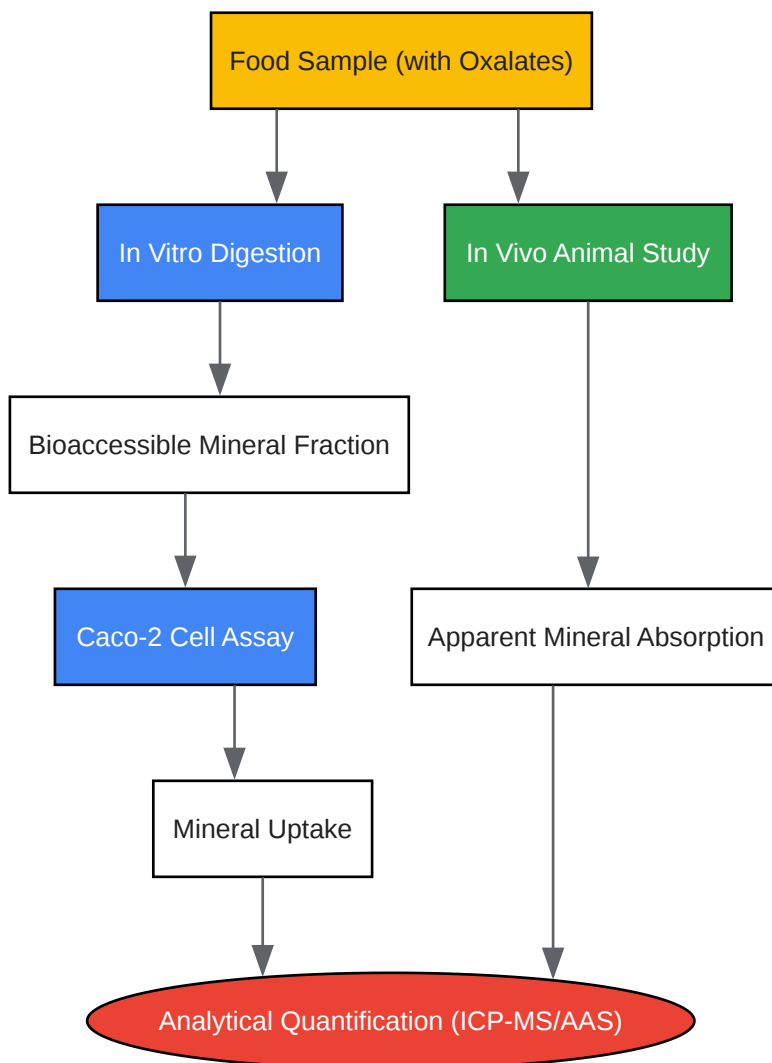 Food Sample (with Oxalates)
In Vitro Digestion
In Vivo Animal Study
Bioaccessible Mineral Fraction
Caco-2 Cell Assay
Apparent Mineral Absorption
Mineral Uptake
Analytical Quantification (ICP-MS/AAS)